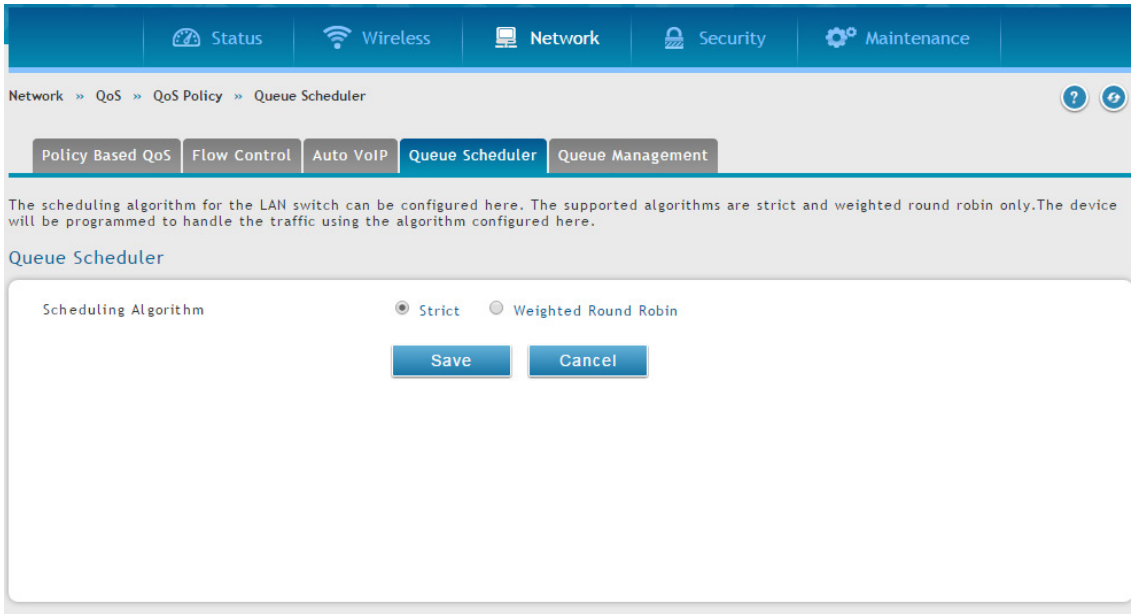 Status
Wireless
Network
Security
Maintenance
Network » QoS » QoS Policy » Queue Scheduler
?
Policy Based QoS
Flow Control
Auto VoIP
Queue Scheduler
Queue Management
The scheduling algorithm for the LAN switch can be configured here. The supported algorithms are strict and weighted round robin only.The device
will be programmed to handle the traffic using the algorithm configured here.
Queue Scheduler
Scheduling Algorithm
Strict
Weighted Round Robin
Save
Cancel